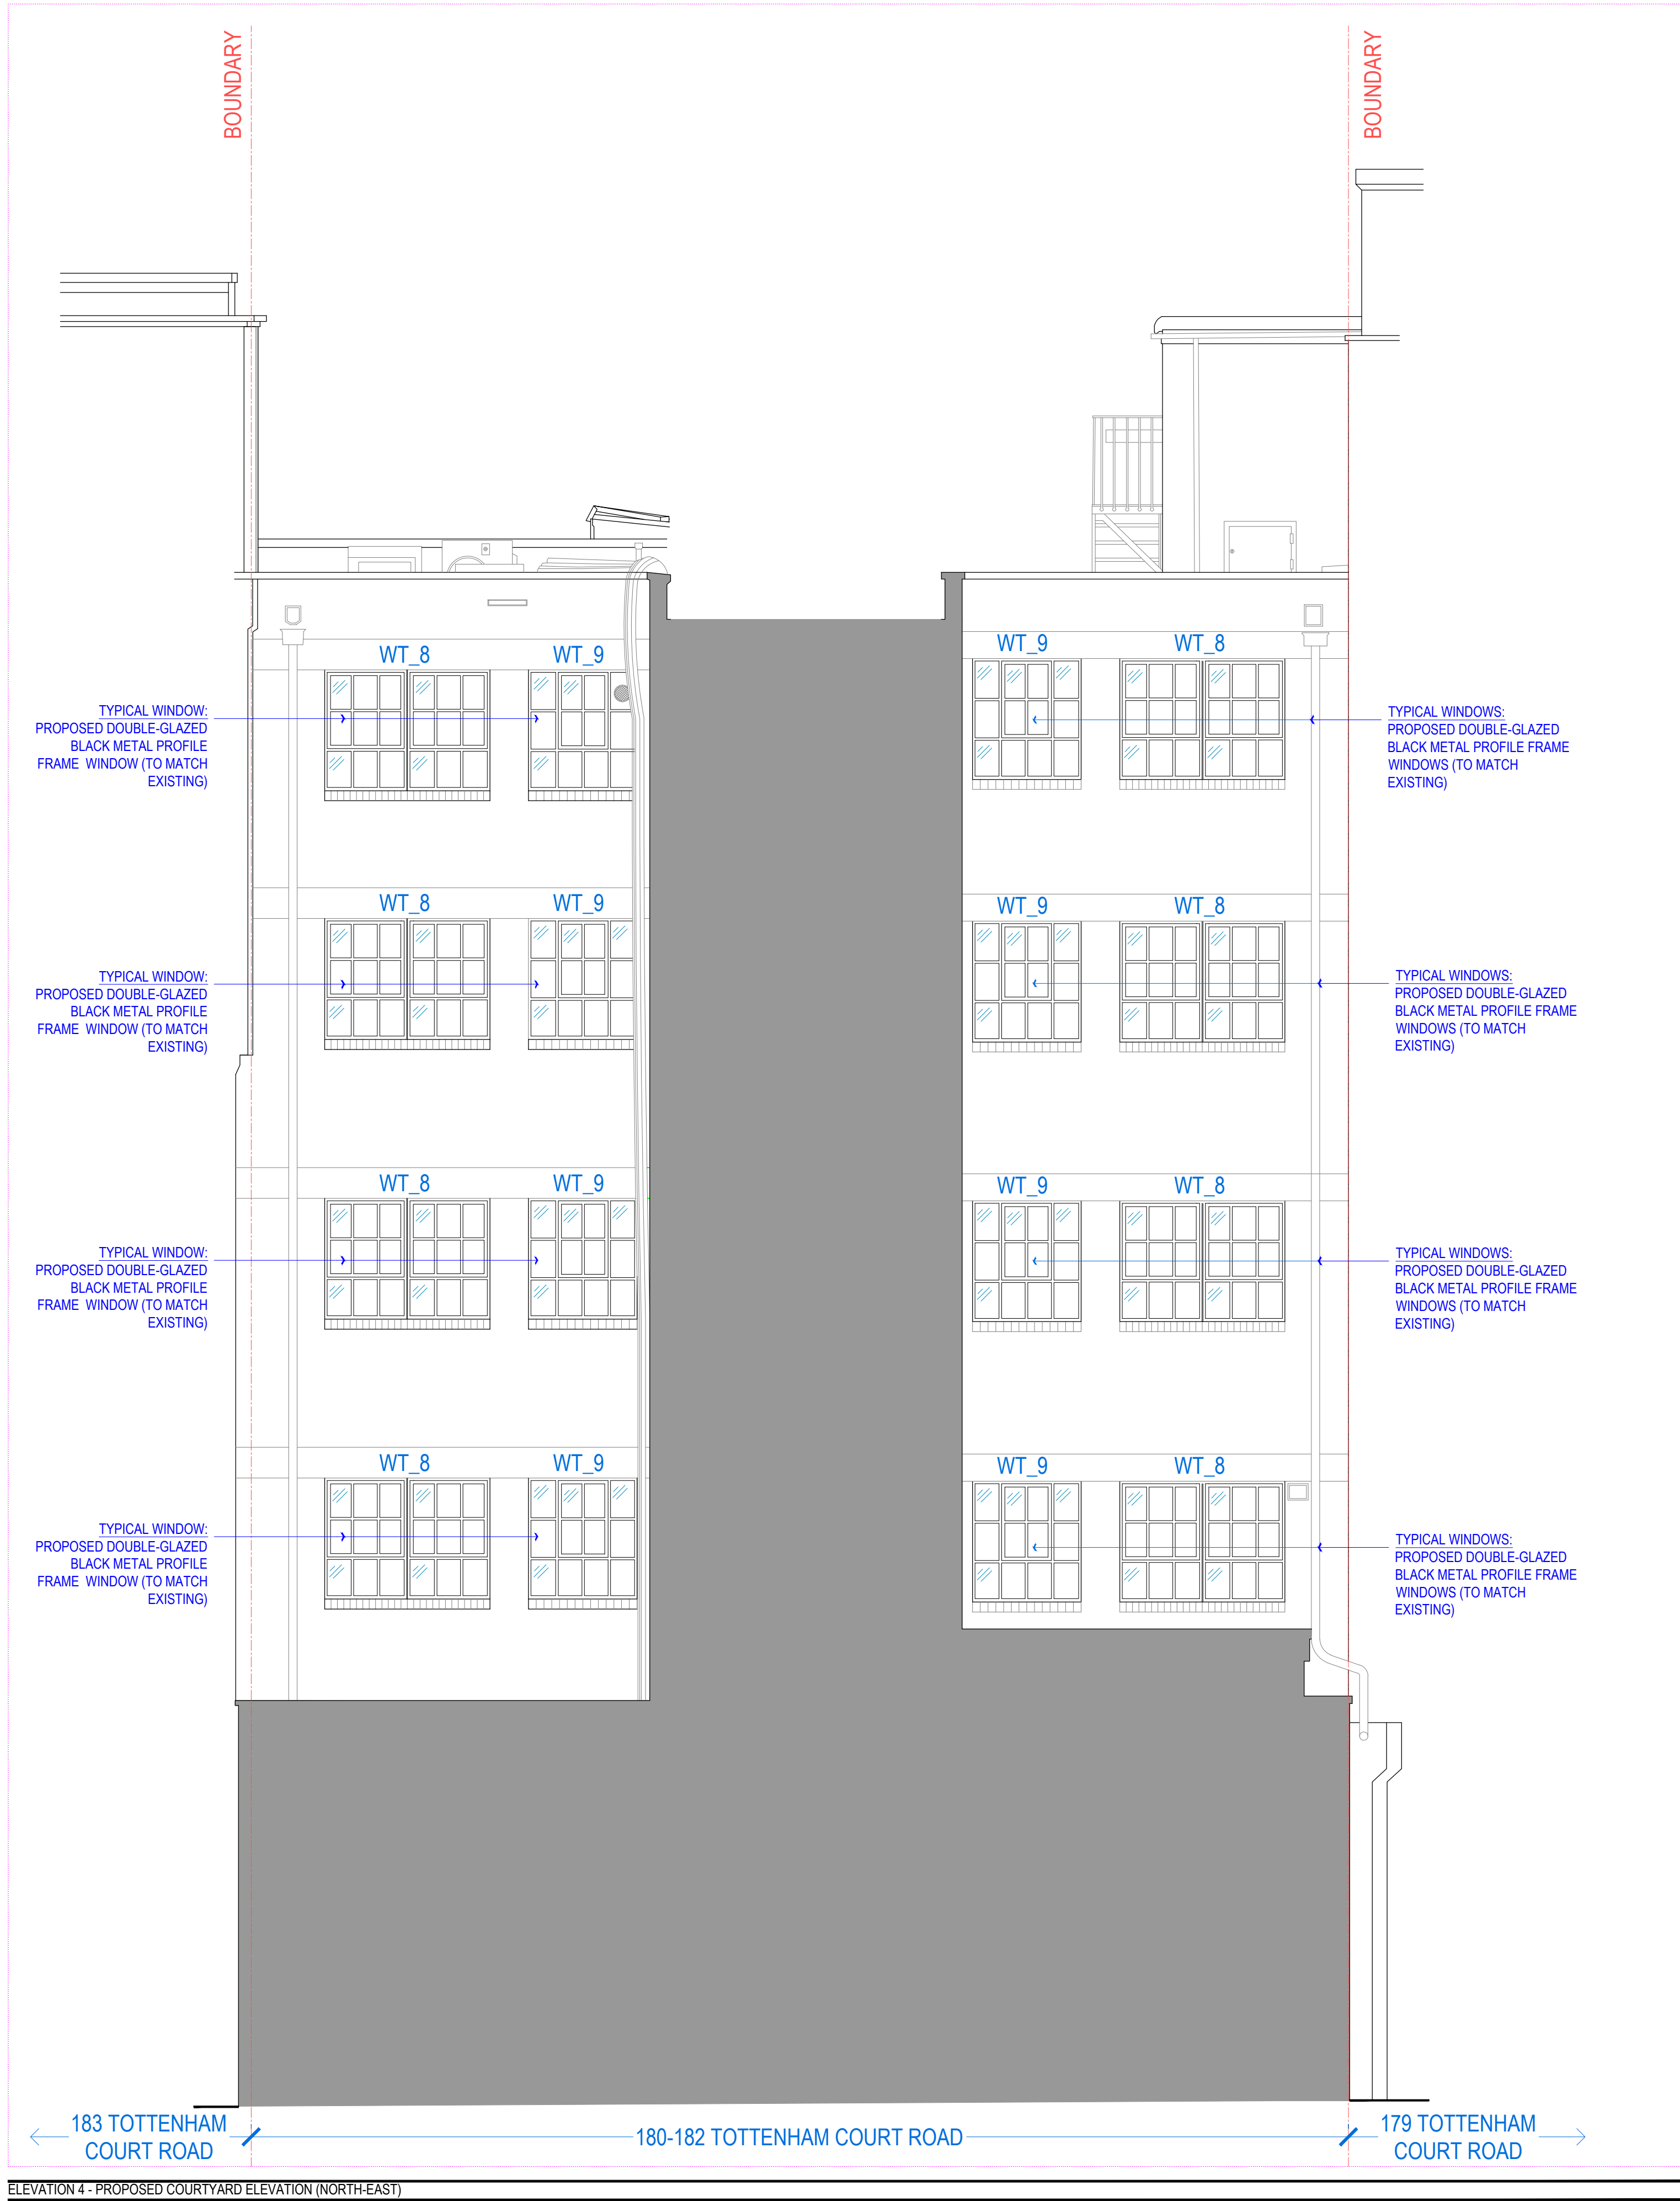 BOUNDARY
BOUNDARY
WT_8
WT_9
WT_9
WT_8
TYPICAL WINDOW:
PROPOSED DOUBLE-GLAZED
BLACK METAL PROFILE
FRAME WINDOW (TO MATCH
EXISTING)
TYPICAL WINDOWS:
PROPOSED DOUBLE-GLAZED
BLACK METAL PROFILE FRAME
WINDOWS (TO MATCH
EXISTING)
WT_8
WT_9
WT_9
WT_8
TYPICAL WINDOW:
PROPOSED DOUBLE-GLAZED
BLACK METAL PROFILE
FRAME WINDOW (TO MATCH
EXISTING)
TYPICAL WINDOWS:
PROPOSED DOUBLE-GLAZED
BLACK METAL PROFILE FRAME
WINDOWS (TO MATCH
EXISTING)
WT_8
WT_9
WT_9
WT_8
TYPICAL WINDOW:
PROPOSED DOUBLE-GLAZED
BLACK METAL PROFILE
FRAME WINDOW (TO MATCH
EXISTING)
TYPICAL WINDOWS:
PROPOSED DOUBLE-GLAZED
BLACK METAL PROFILE FRAME
WINDOWS (TO MATCH
EXISTING)
WT_8
WT_9
WT_9
WT_8
TYPICAL WINDOW:
PROPOSED DOUBLE-GLAZED
BLACK METAL PROFILE
FRAME WINDOW (TO MATCH
EXISTING)
TYPICAL WINDOWS:
PROPOSED DOUBLE-GLAZED
BLACK METAL PROFILE FRAME
WINDOWS (TO MATCH
EXISTING)
183 TOTTENHAM
COURT ROAD
180-182 TOTTENHAM COURT ROAD
179 TOTTENHAM
COURT ROAD
ELEVATION 4 - PROPOSED COURTYARD ELEVATION (NORTH-EAST)